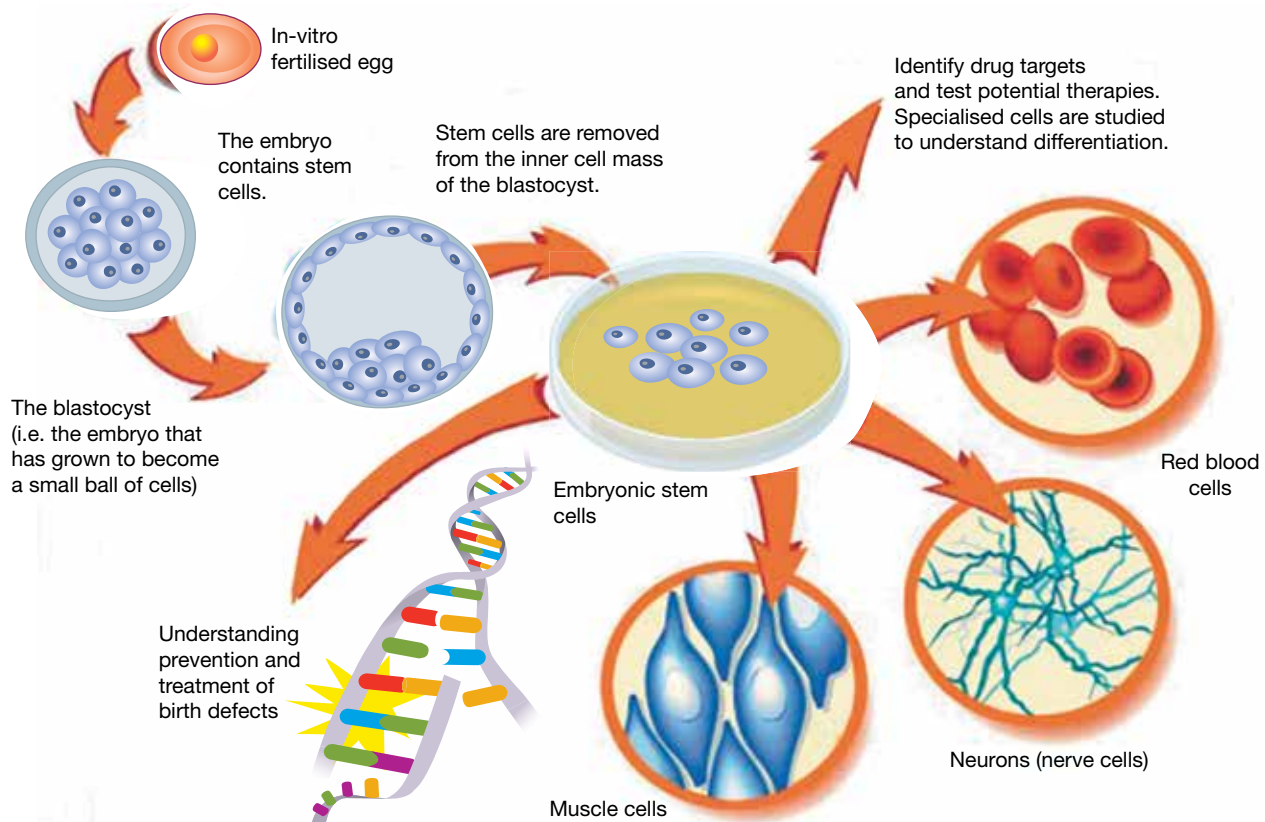 In-vitro
fertilised egg
The embryo
contains stem
cells.
Stem cells are removed
from the inner cell mass
of the blastocyst.
Identify drug targets
and test potential therapies.
Specialised cells are studied
to understand differentiation.
The blastocyst
(i.e. the embryo that
has grown to become
a small ball of cells)
Embryonic stem
cells
Red blood
cells
Understanding
prevention and
treatment of
birth defects
Neurons (nerve cells)
Muscle cells